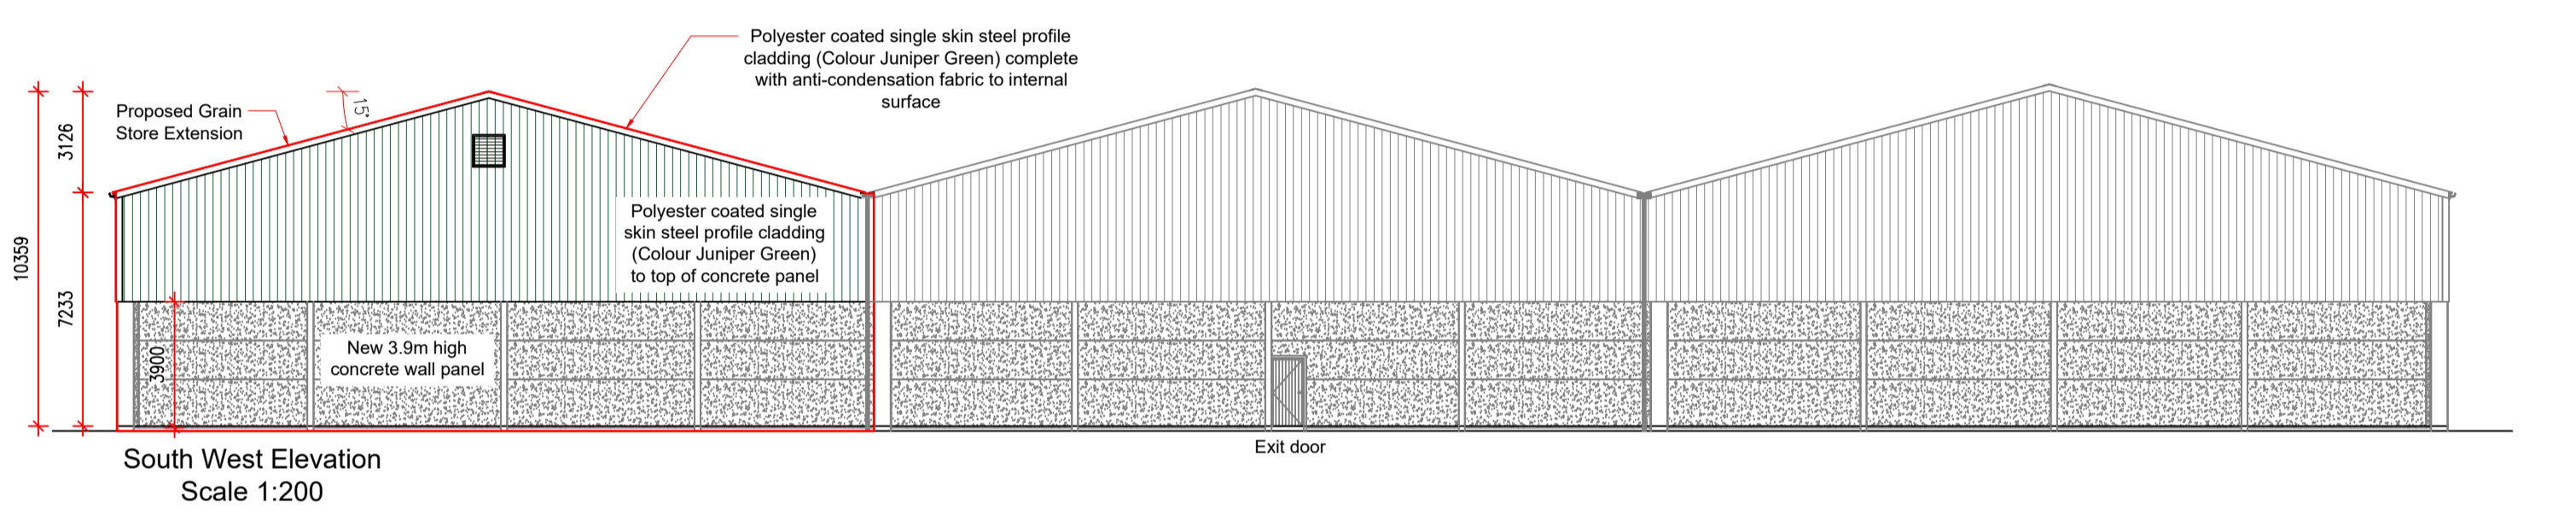 Polyester coated single skin steel profile
cladding (Colour Juniper Green) complete
with anti-condensation fabric to internal
surface
Proposed Grain
Store Extension
15°
3126
10359
7233
3900
Polyester coated single
skin steel profile cladding
(Colour Juniper Green)
to top of concrete panel
New 3.9m high
concrete wall panel
Exit door
South West Elevation
Scale 1:200